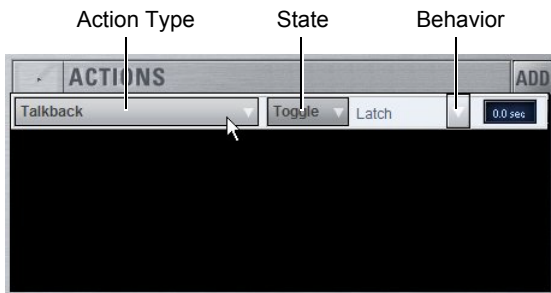 Action Type State Behavior
ACTIONS ADD
Talkback Toggle Latch 0.0 sec